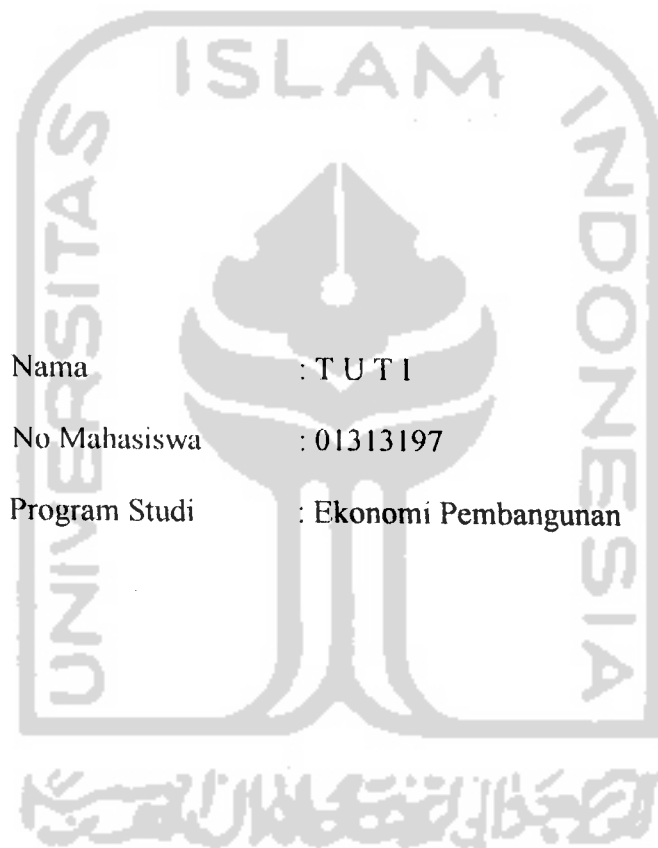 ISLAM
UNIVERSITAS
INDONESIA
Nama : T U T I
No Mahasiswa : 01313197
Program Studi : Ekonomi Pembangunan